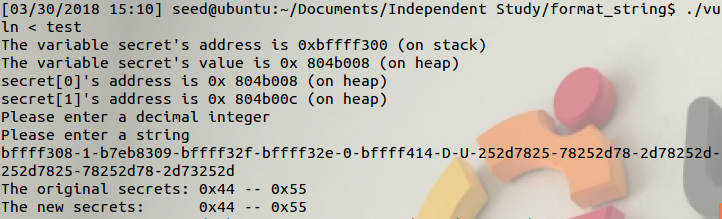 [03/30/2018 15:10] seed@ubuntu:~/Documents/Independent Study/format_string$ ./vu
ln < test
The variable secret's address is 0xbffff300 (on stack)
The variable secret's value is 0x 804b008 (on heap)
secret[0]'s address is 0x 804b008 (on heap)
secret[1]'s address is 0x 804b00c (on heap)
Please enter a decimal integer
Please enter a string
bffff308-1-b7eb8309-bffff32f-bffff32e-0-bffff414-D-U-252d7825-78252d78-2d78252d-
252d7825-78252d78-2d73252d
The original secrets: 0x44 -- 0x55
The new secrets:      0x44 -- 0x55